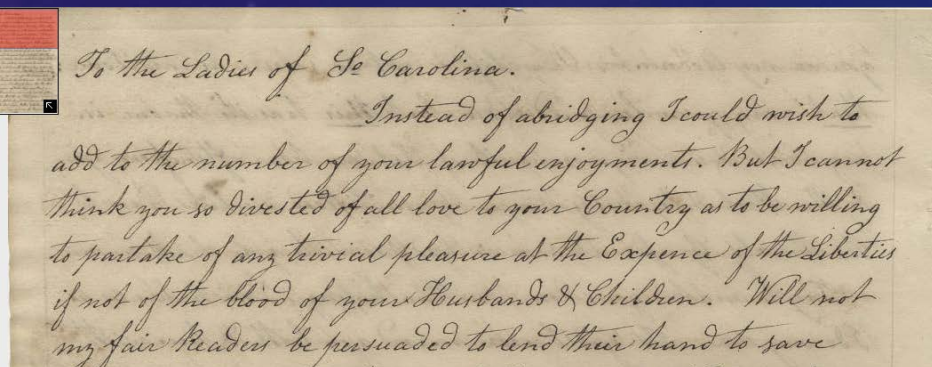 To the Ladies of So Carolina.
Instead of abridging I could wish to
add to the number of your lawful enjoyments. But I cannot
think you so divested of all love to your Country as to be willing
to partake of any trivial pleasure at the Expence of the Liberties
if not of the blood of your Husbands & Children. Will not
my fair Readers be persuaded to lend their hand to save